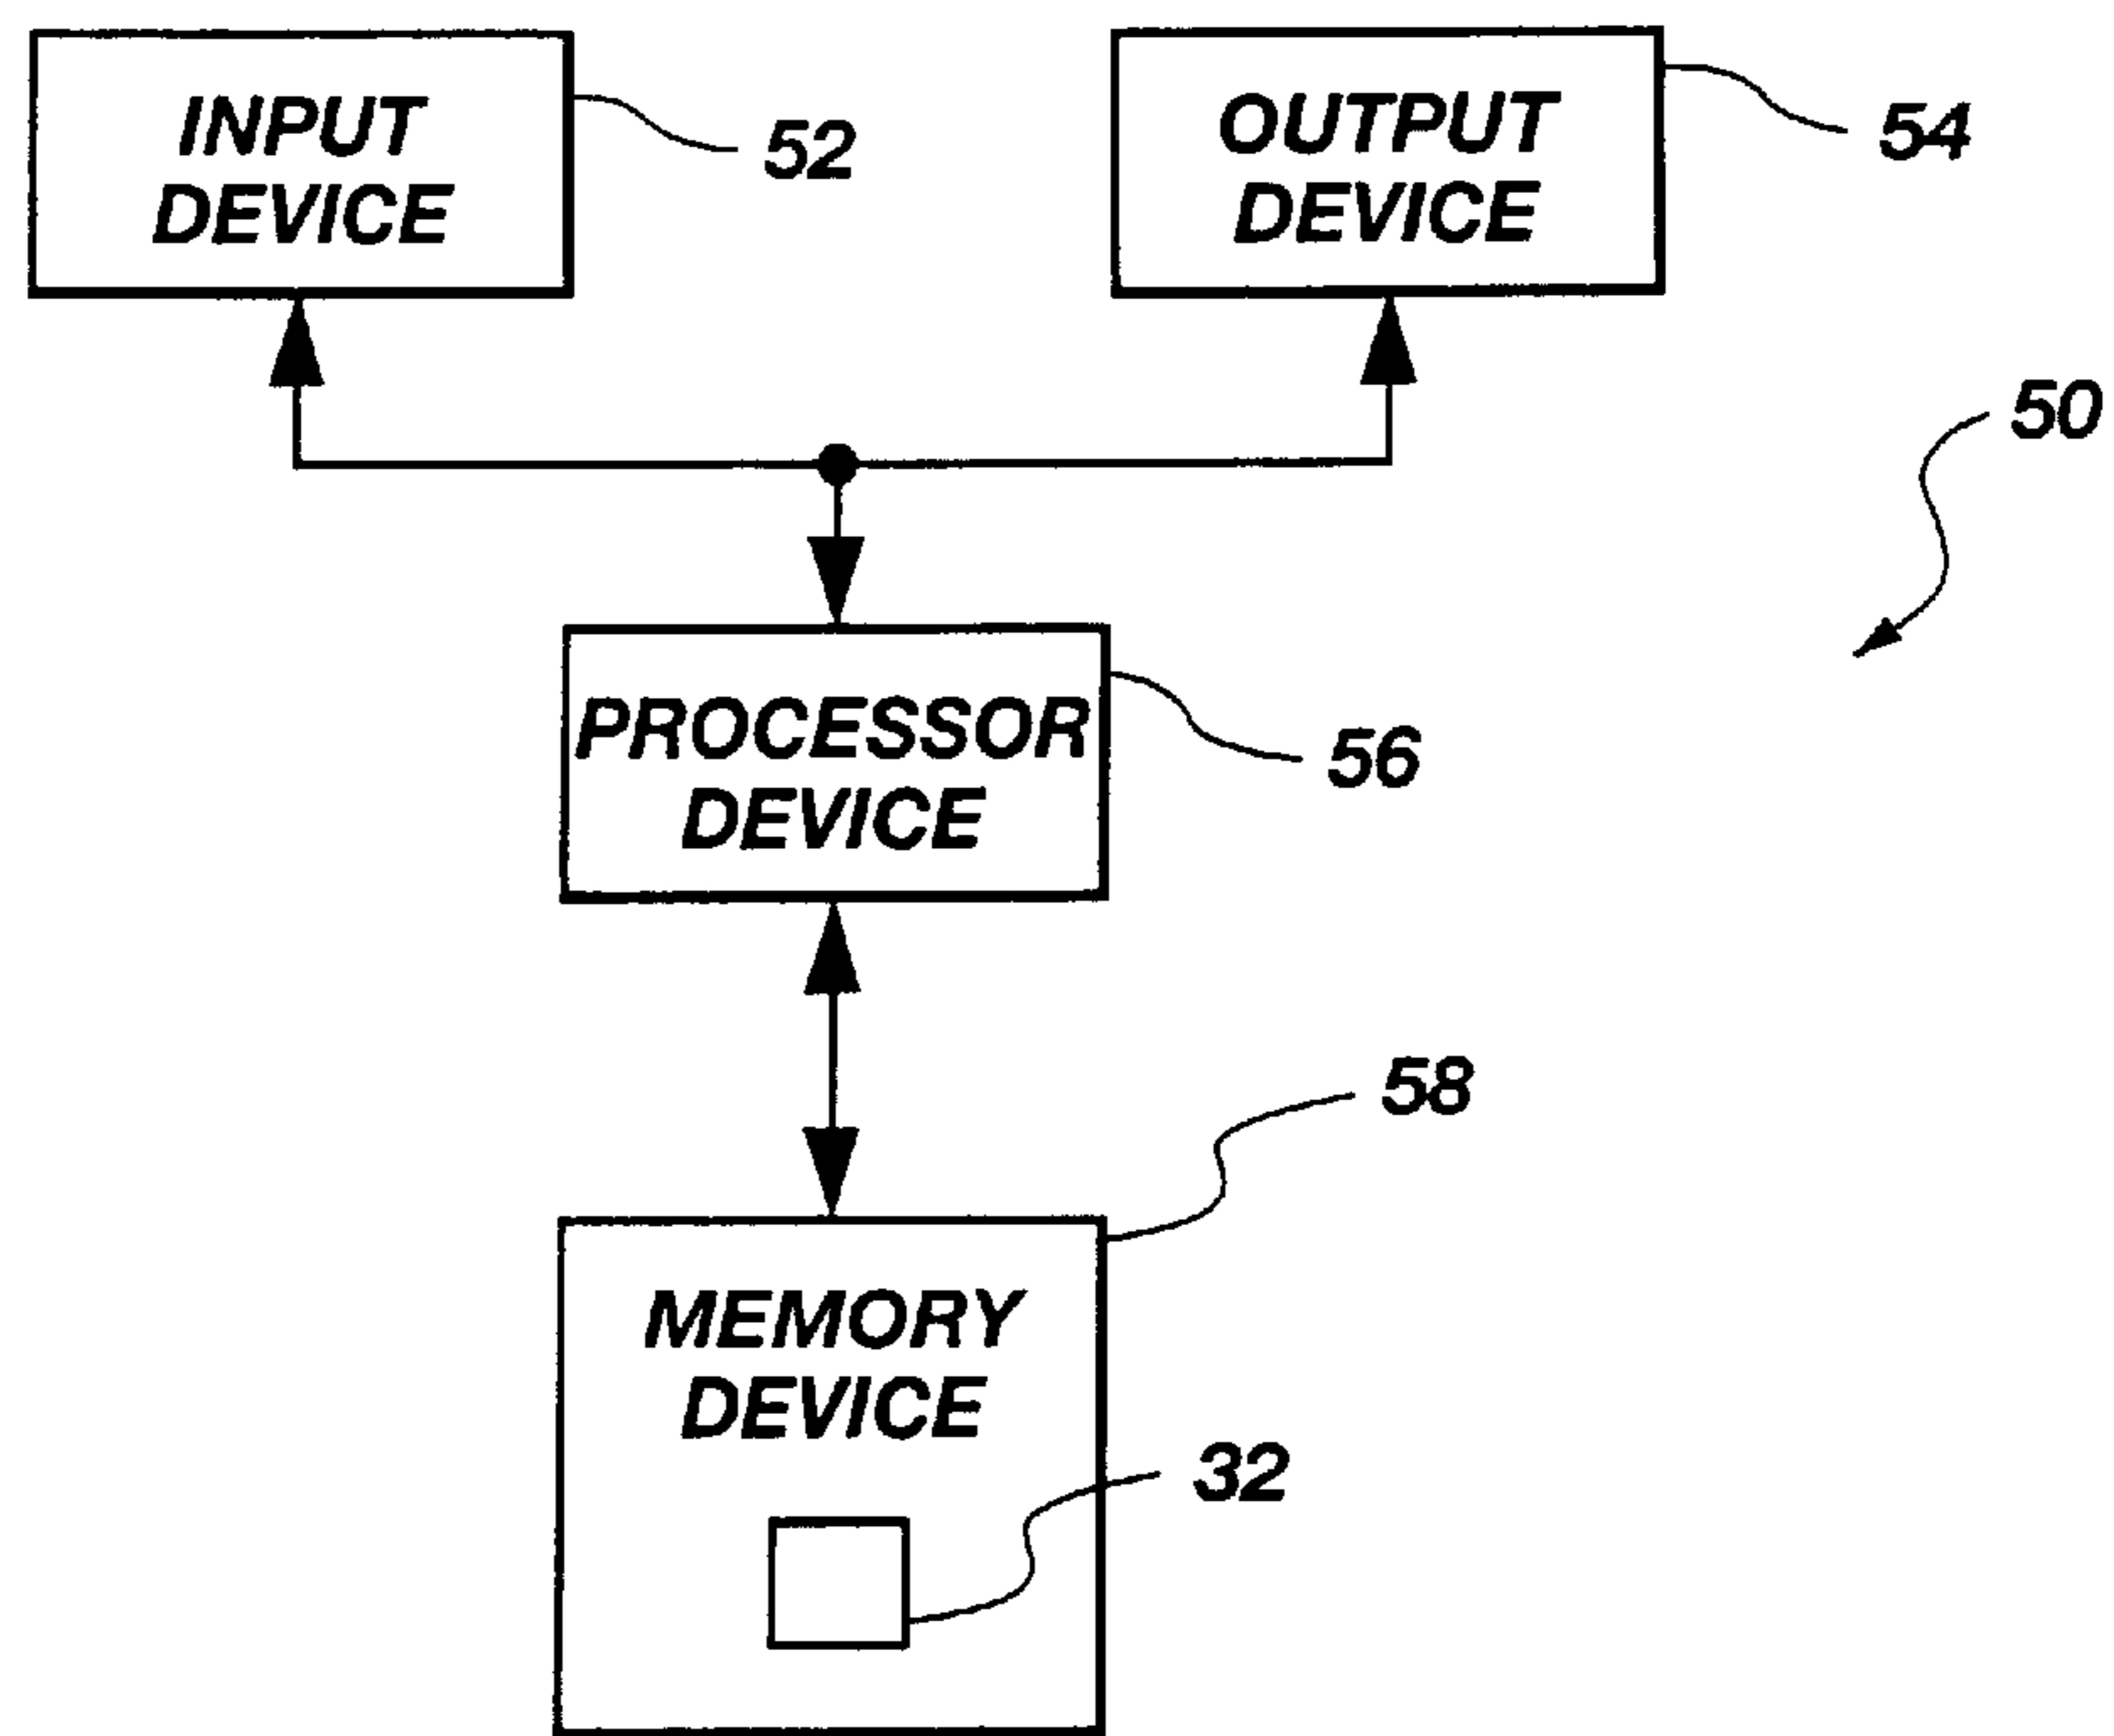 INPUT
DEVICE
52
OUTPUT
DEVICE
54
50
PROCESSOR
DEVICE
56
58
MEMORY
DEVICE
32